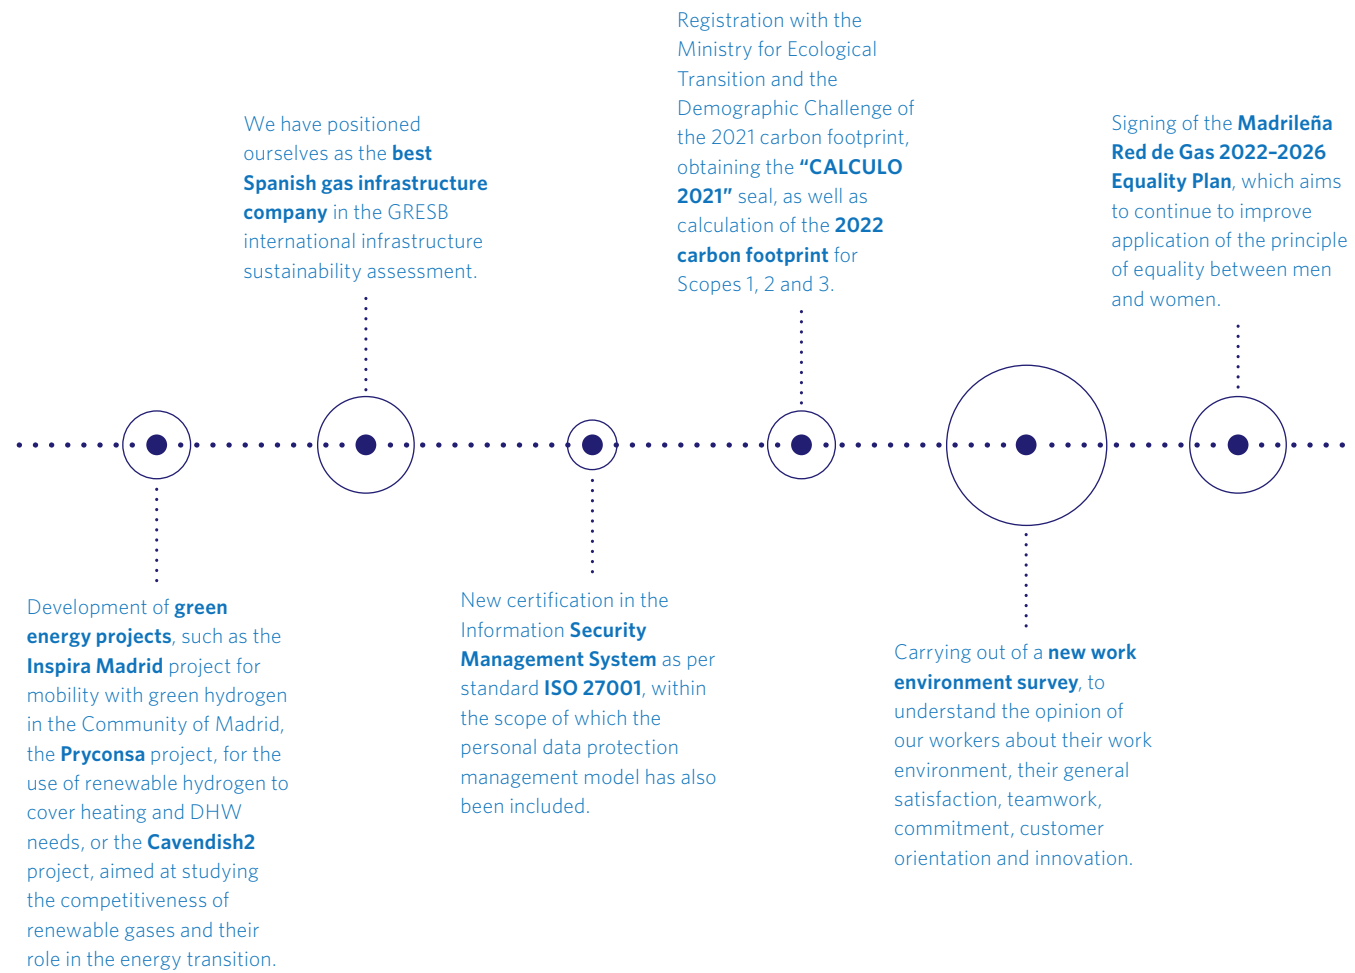 Development of green
energy projects, such as the
Inspira Madrid project for
mobility with green hydrogen
in the Community of Madrid,
the Pryconsa project, for the
use of renewable hydrogen to
cover heating and DHW
needs, or the Cavendish2
project, aimed at studying
the competitiveness of
renewable gases and their
role in the energy transition.
We have positioned
ourselves as the best
Spanish gas infrastructure
company in the GRESB
international infrastructure
sustainability assessment.
New certification in the
Information Security
Management System as per
standard ISO 27001, within
the scope of which the
personal data protection
management model has also
been included.
Registration with the
Ministry for Ecological
Transition and the
Demographic Challenge of
the 2021 carbon footprint,
obtaining the “CALCULO
2021” seal, as well as
calculation of the 2022
carbon footprint for
Scopes 1, 2 and 3.
Carrying out of a new work
environment survey, to
understand the opinion of
our workers about their work
environment, their general
satisfaction, teamwork,
commitment, customer
orientation and innovation.
Signing of the Madrileña
Red de Gas 2022–2026
Equality Plan, which aims
to continue to improve
application of the principle
of equality between men
and women.